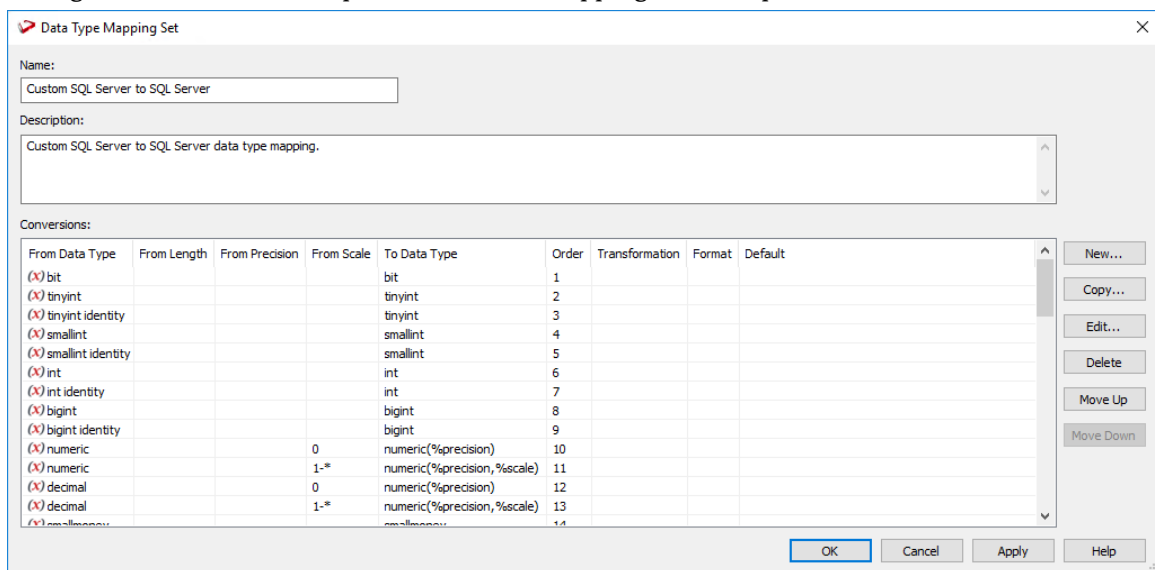 Data Type Mapping Set
Name:
Custom SQL Server to SQL Server
Description:
Custom SQL Server to SQL Server data type mapping.
Conversions:
From Data Type From Length From Precision From Scale To Data Type Order Transformation Format Default
(x) bit bit 1
(x) tinyint tinyint 2
(x) tinyint identity tinyint 3
(x) smallint smallint 4
(x) smallint identity smallint 5
(x) int int 6
(x) int identity int 7
(x) bigint bigint 8
(x) bigint identity bigint 9
(x) numeric 0 numeric(%precision) 10
(x) numeric 1-* numeric(%precision,%scale) 11
(x) decimal 0 numeric(%precision) 12
(x) decimal 1-* numeric(%precision,%scale) 13
(x) smallmoney smallmoney 14
New...
Copy...
Edit...
Delete
Move Up
Move Down
OK Cancel Apply Help